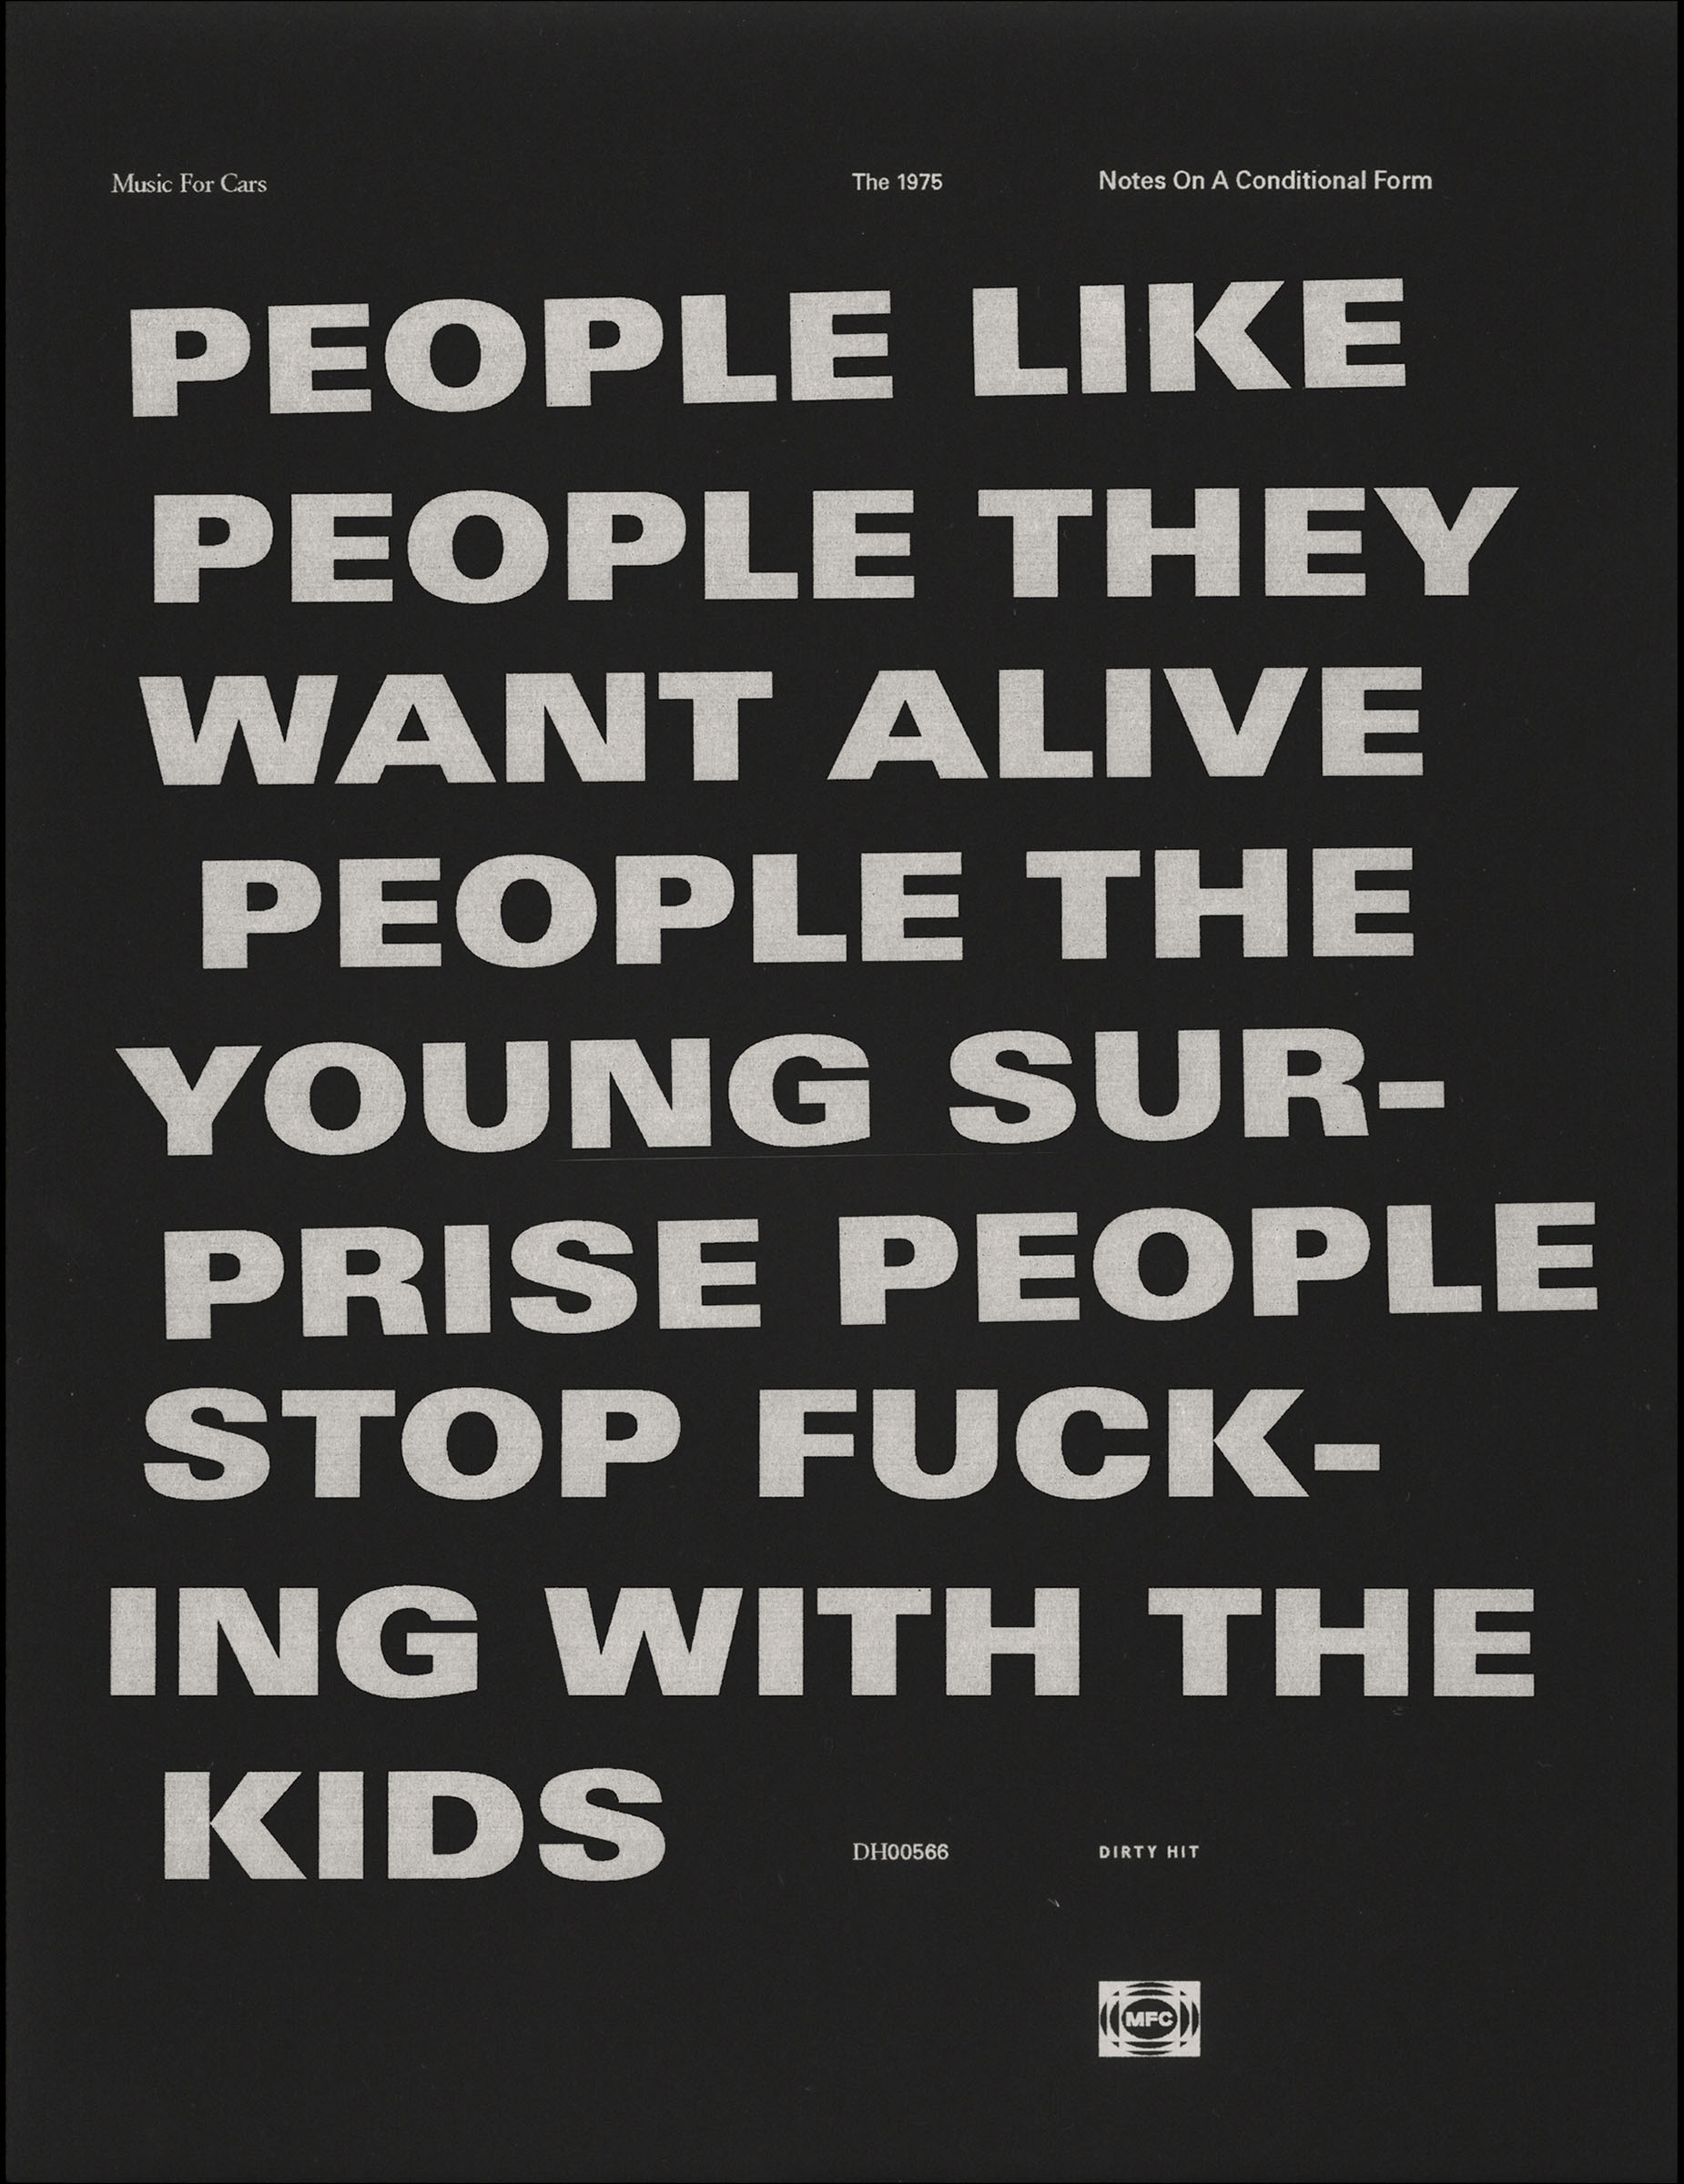 Music For Cars The 1975 Notes On A Conditional Form
PEOPLE LIKE
PEOPLE THEY
WANT ALIVE
PEOPLE THE
YOUNG SUR-
PRISE PEOPLE
STOP FUCK-
ING WITH THE
KIDS
DH00566 DIRTY HIT
MFC